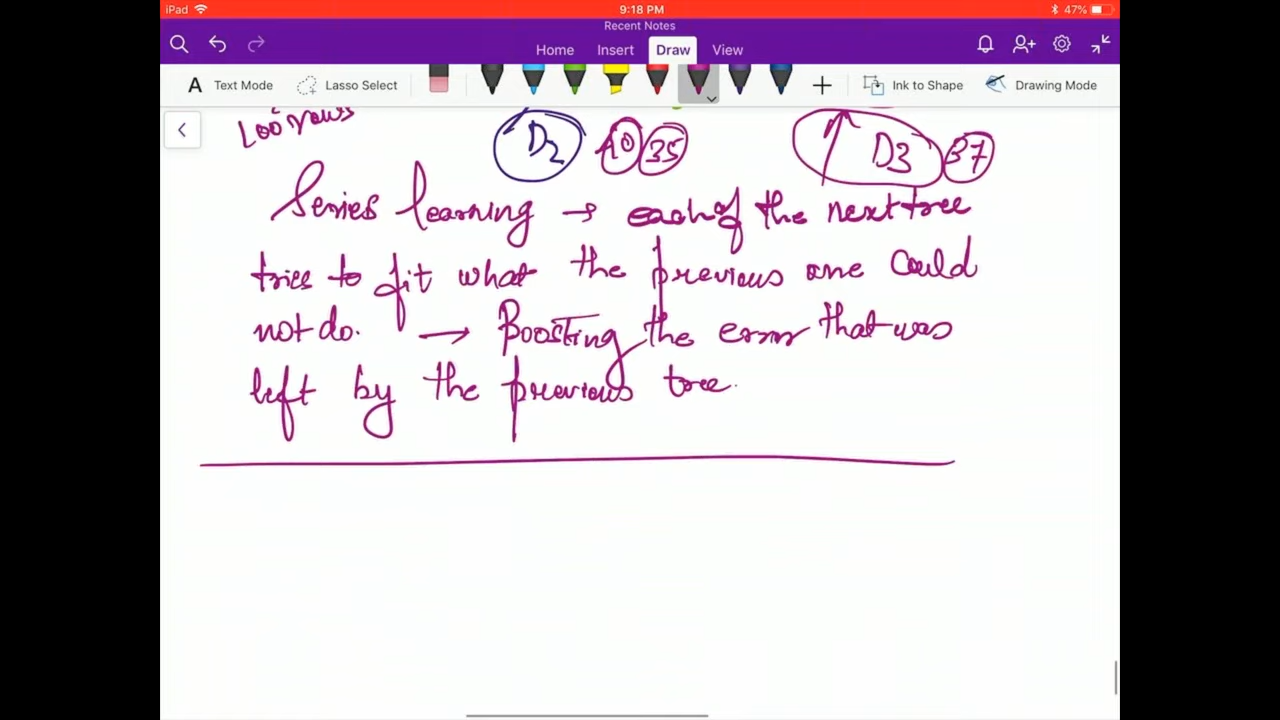 iPad 9:18 PM 47%
Recent Notes
Home Insert Draw View
Text Mode Lasso Select Ink to Shape Drawing Mode
100 rows
D2 10 35 D3 37
Series learning → each of the next tree
tries to fit what the previous one could
not do. → Boosting the error that was
left by the previous tree.